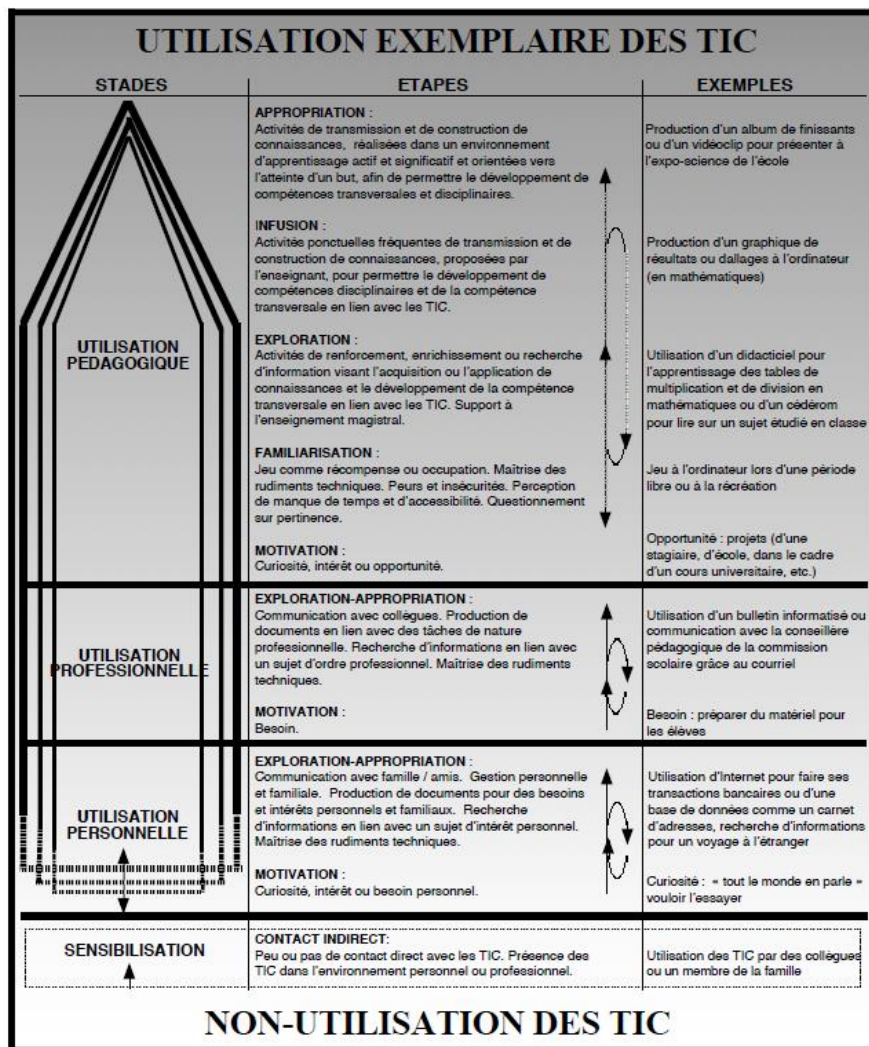 UTILISATION EXEMPLAIRE DES TIC
STADES
ETAPES
EXEMPLES
APPROPRIATION :
Activités de transmission et de construction de
connaissances, réalisées dans un environnement
d'apprentissage actif et significatif et orientées vers
l'atteinte d'un but, afin de permettre le développement de
compétences transversales et disciplinaires.
Production d'un album de finissants
ou d'un vidéoclip pour présenter à
l'expo-science de l'école
INFUSION :
Activités ponctuelles fréquentes de transmission et de
construction de connaissances, proposées par
l'enseignant, pour permettre le développement de
compétences disciplinaires et de la compétence
transversale en lien avec les TIC.
Production d'un graphique de
résultats ou dallages à l'ordinateur
(en mathématiques)
UTILISATION
PEDAGOGIQUE
EXPLORATION :
Activités de renforcement, enrichissement ou recherche
d'information visant l'acquisition ou l'application de
connaissances et le développement de la compétence
transversale en lien avec les TIC. Support à
l'enseignement magistral.
Utilisation d'un didacticiel pour
l'apprentissage des tables de
multiplication et de division en
mathématiques ou d'un cédérom
pour lire sur un sujet étudié en classe
FAMILIARISATION :
Jeu comme récompense ou occupation. Maîtrise des
rudiments techniques. Peurs et insécurités. Perception
de manque de temps et d'accessibilité. Questionnement
sur pertinence.
Jeu à l'ordinateur lors d'une période
libre ou à la récréation
MOTIVATION :
Curiosité, intérêt ou opportunité.
Opportunité : projets (d'une
stagiaire, d'école, dans le cadre
d'un cours universitaire, etc.)
UTILISATION
PROFESSIONNELLE
EXPLORATION-APPROPRIATION :
Communication avec collègues. Production de
documents en lien avec des tâches de nature
professionnelle. Recherche d'informations en lien avec
un sujet d'ordre professionnel. Maîtrise des rudiments
techniques.
Utilisation d'un bulletin informatisé ou
communication avec la conseillère
pédagogique de la commission
scolaire grâce au courriel
MOTIVATION :
Besoin.
Besoin : préparer du matériel pour
les élèves
UTILISATION
PERSONNELLE
EXPLORATION-APPROPRIATION :
Communication avec famille / amis. Gestion personnelle
et familiale. Production de documents pour des besoins
et intérêts personnels et familiaux. Recherche
d'informations en lien avec un sujet d'intérêt personnel.
Maîtrise des rudiments techniques.
Utilisation d'Internet pour faire ses
transactions bancaires ou d'une
base de données comme un carnet
d'adresses, recherche d'informations
pour un voyage à l'étranger
MOTIVATION :
Curiosité, intérêt ou besoin personnel.
Curiosité : « tout le monde en parle »
vouloir l'essayer
SENSIBILISATION
CONTACT INDIRECT:
Peu ou pas de contact direct avec les TIC. Présence des
TIC dans l'environnement personnel ou professionnel.
Utilisation des TIC par des collègues
ou un membre de la famille
NON-UTILISATION DES TIC